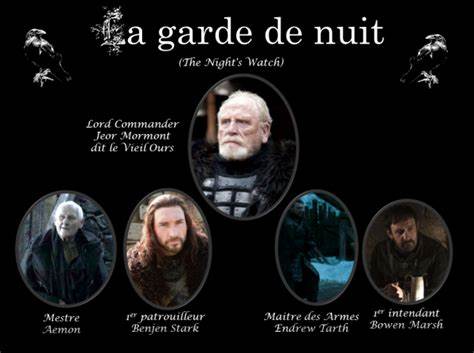 La garde de nuit
(The Night's Watch)
Lord Commander
Jeor Mormont
dit le Vieil Ours
Mestre
Aemon
1er patrouilleur
Benjen Stark
Maitre des Armes
Endrew Tarth
1er intendant
Bowen Marsh